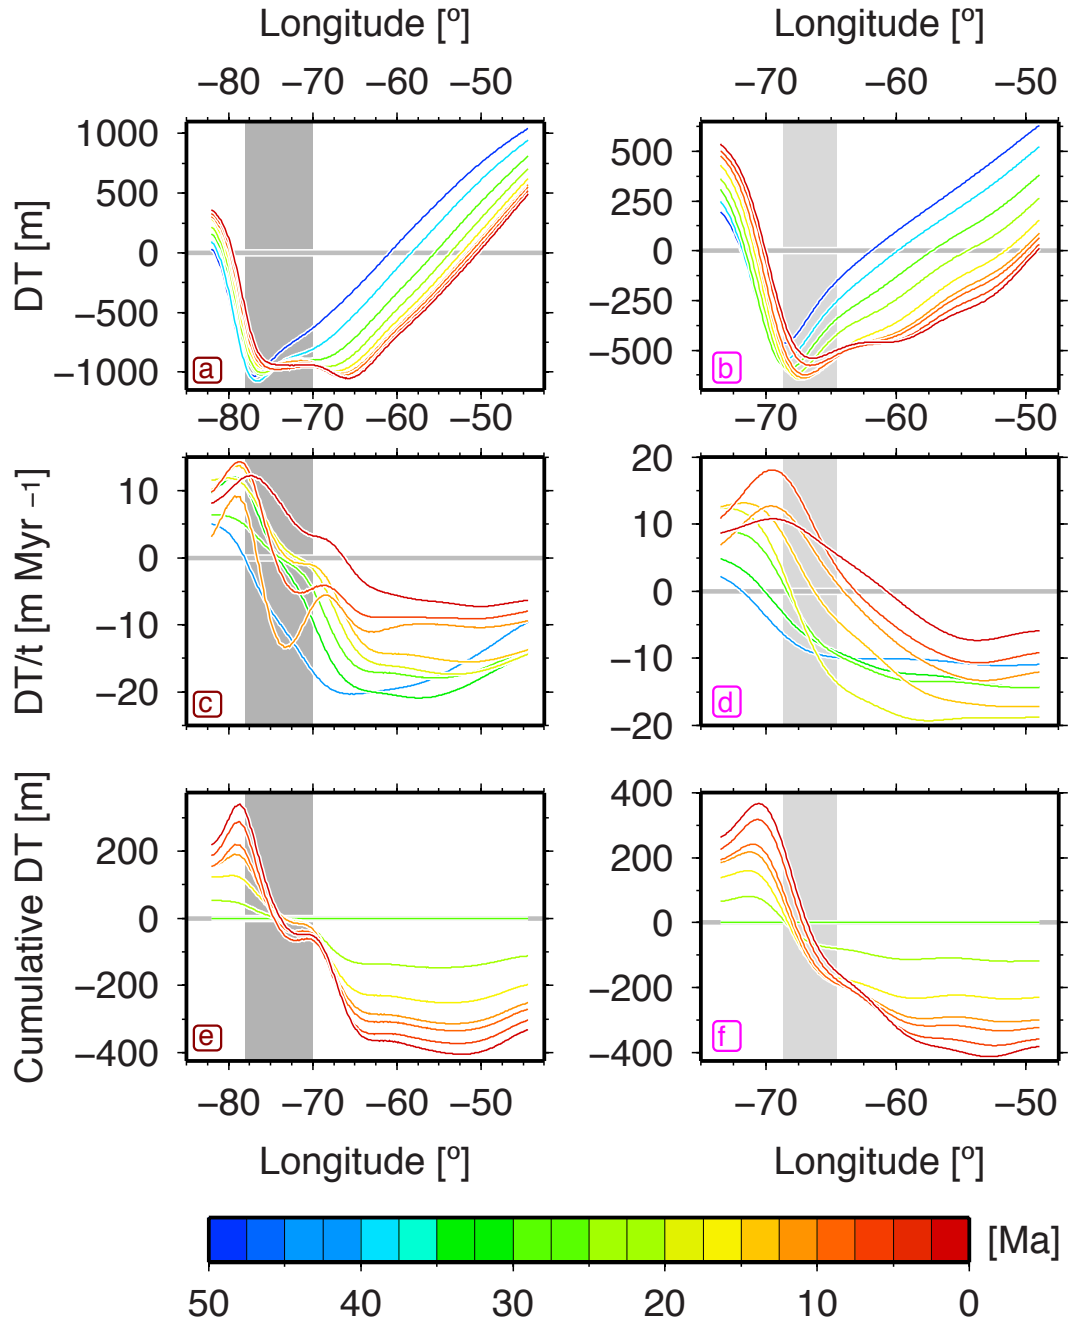 Longitude [º] Longitude [º]
−80 −70 −60 −50 −70 −60 −50
DT [m]
1000
500
0
−500
−1000
a
500
250
0
−250
−500
b
−80 −70 −60 −50 −70 −60 −50
DT/t [m Myr −1]
10
0
−10
−20
c
20
10
0
−10
−20
d
Cumulative DT [m]
200
0
−200
−400
e
400
200
0
−200
−400
f
−80 −70 −60 −50 −70 −60 −50
Longitude [º] Longitude [º]
[Ma]
50 40 30 20 10 0